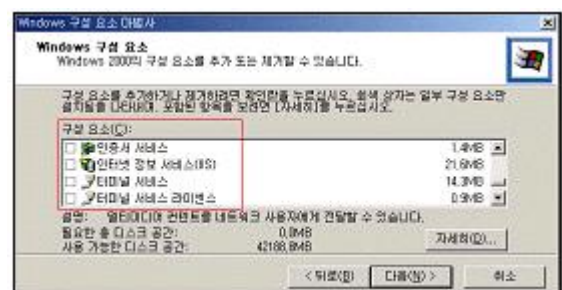 Windows 구성 요소 마법사
Windows 구성 요소
Windows 2000의 구성 요소를 추가 또는 제거할 수 있습니다.
구성 요소를 추가하거나 제거하려면 확인란을 누르십시오. 회색 상자는 일부 구성 요소만
설치됨을 나타내며, 포함된 항목을 보려면 [자세히]를 누르십시오.
구성 요소(C):
인증서 서비스 1.4MB
인터넷 정보 서비스(IIS) 21.6MB
터미널 서비스 14.3MB
터미널 서비스 라이센스 0.9MB
설명: 멀티미디어 컨텐트를 네트워크 사용자에게 전달할 수 있습니다.
필요한 총 디스크 공간: 0.0MB
사용 가능한 디스크 공간: 42188.8MB
자세히(D)...
< 뒤로(B) 다음(N) > 취소